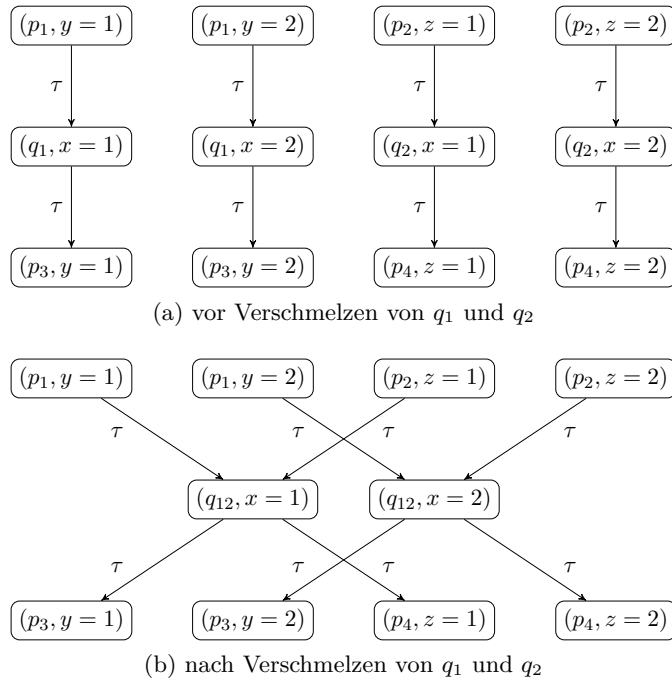 (p₁, y = 1) (p₁, y = 2) (p₂, z = 1) (p₂, z = 2)
τ τ τ τ
(q₁, x = 1) (q₁, x = 2) (q₂, x = 1) (q₂, x = 2)
τ τ τ τ
(p₃, y = 1) (p₃, y = 2) (p₄, z = 1) (p₄, z = 2)
(a) vor Verschmelzen von q₁ und q₂
(p₁, y = 1) (p₁, y = 2) (p₂, z = 1) (p₂, z = 2)
τ τ τ τ
(q₁₂, x = 1) (q₁₂, x = 2)
τ τ τ τ
(p₃, y = 1) (p₃, y = 2) (p₄, z = 1) (p₄, z = 2)
(b) nach Verschmelzen von q₁ und q₂